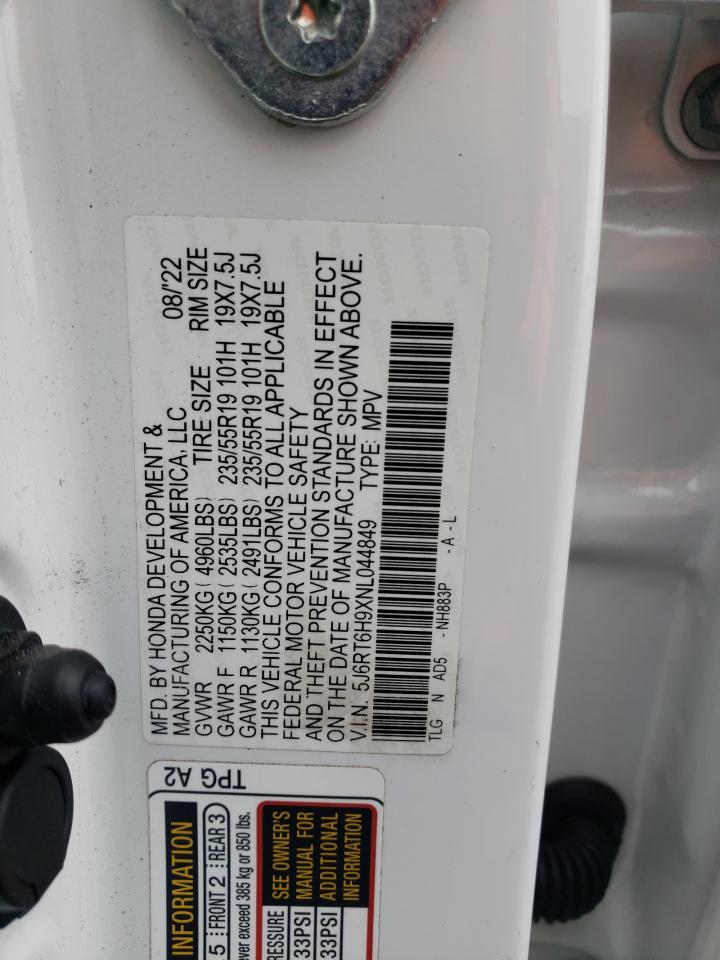 MFD. BY HONDA DEVELOPMENT &
MANUFACTURING OF AMERICA, LLC 08/'22
GVWR 2250KG ( 4960LBS) TIRE SIZE RIM SIZE
GAWR F 1150KG ( 2535LBS) 235/55R19 101H 19X7.5J
GAWR R 1130KG ( 2491LBS) 235/55R19 101H 19X7.5J
THIS VEHICLE CONFORMS TO ALL APPLICABLE
FEDERAL MOTOR VEHICLE SAFETY
AND THEFT PREVENTION STANDARDS IN EFFECT
ON THE DATE OF MANUFACTURE SHOWN ABOVE.
V.I.N. 5J6RT6H9XNL044849 TYPE: MPV
TLG N AD5 - NH883P - A - L
TPG A2
INFORMATION
5 FRONT 2 REAR 3
ever exceed 385 kg or 850 lbs.
PRESSURE SEE OWNER'S
33PSI MANUAL FOR
33PSI ADDITIONAL
INFORMATION